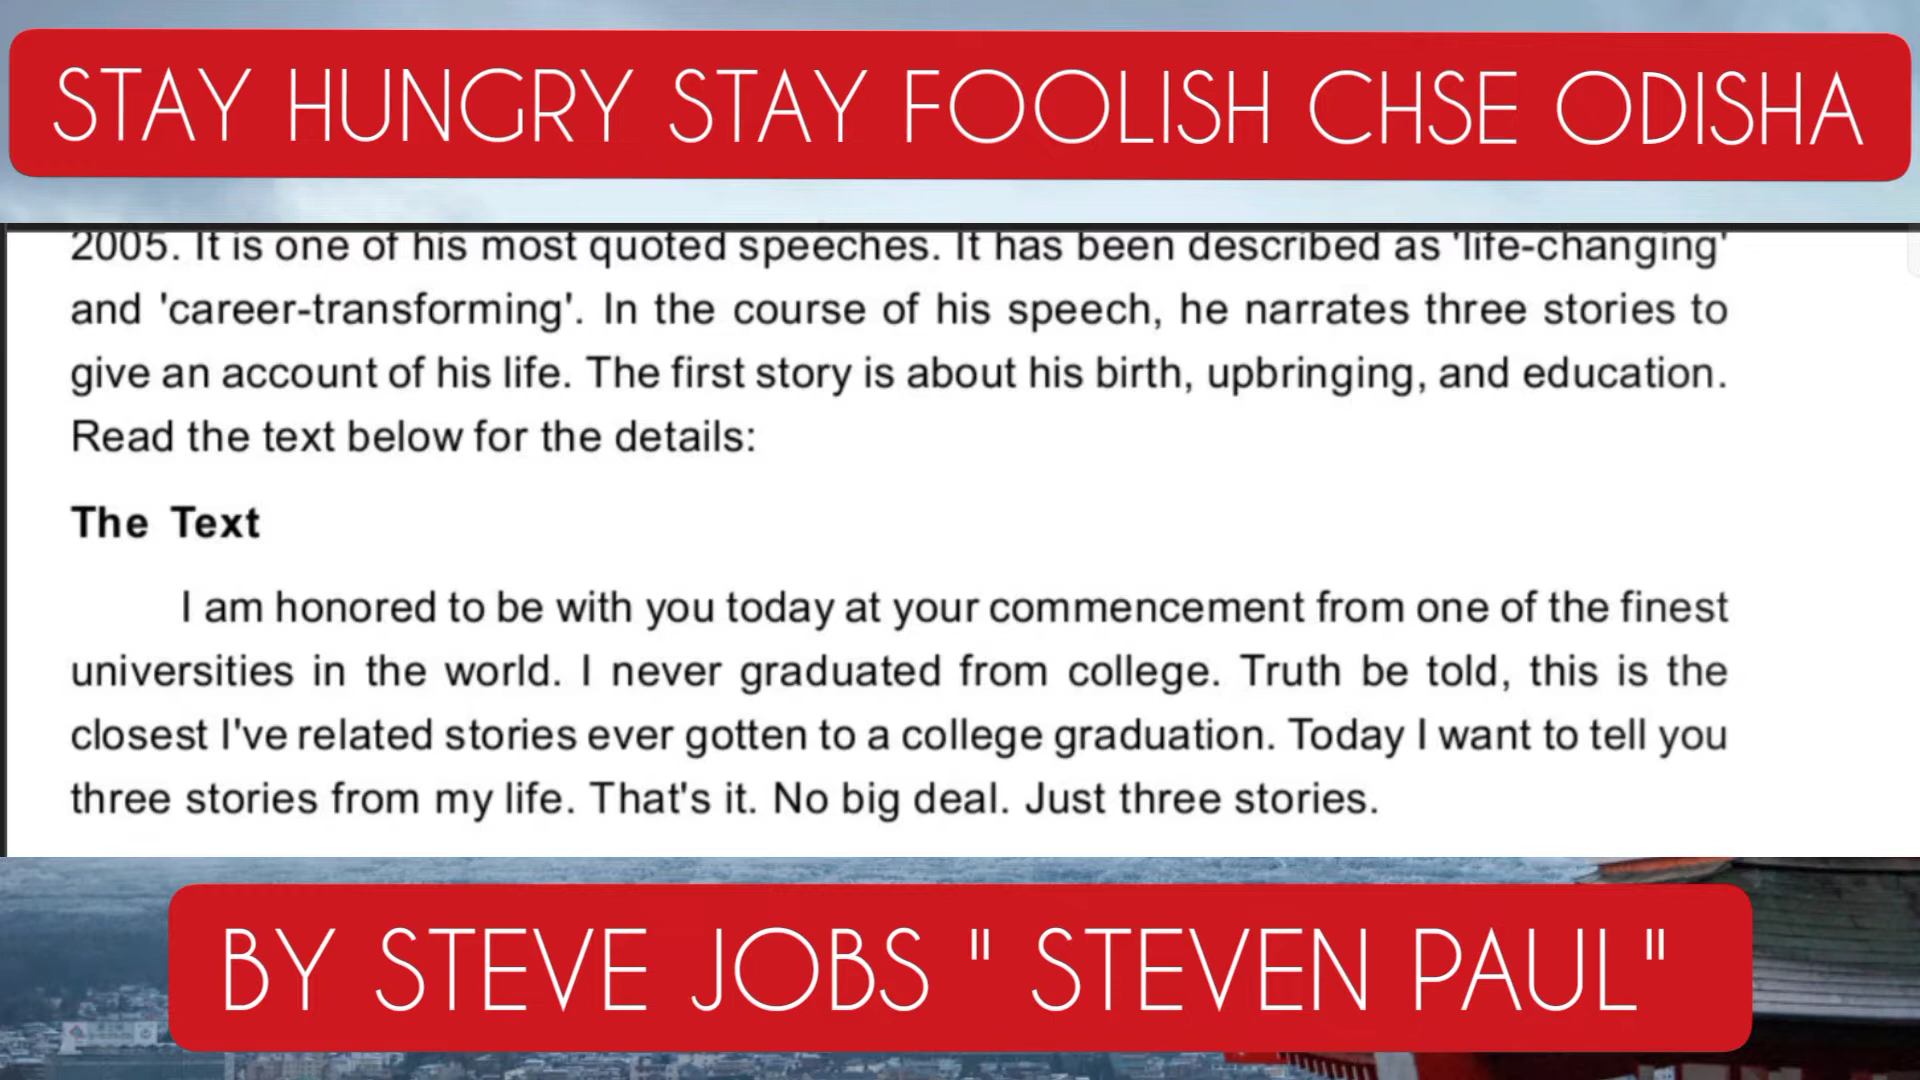 STAY HUNGRY STAY FOOLISH CHSE ODISHA
2005. It is one of his most quoted speeches. It has been described as 'life-changing'
and 'career-transforming'. In the course of his speech, he narrates three stories to
give an account of his life. The first story is about his birth, upbringing, and education.
Read the text below for the details:
The Text
I am honored to be with you today at your commencement from one of the finest
universities in the world. I never graduated from college. Truth be told, this is the
closest I've related stories ever gotten to a college graduation. Today I want to tell you
three stories from my life. That's it. No big deal. Just three stories.
BY STEVE JOBS " STEVEN PAUL"